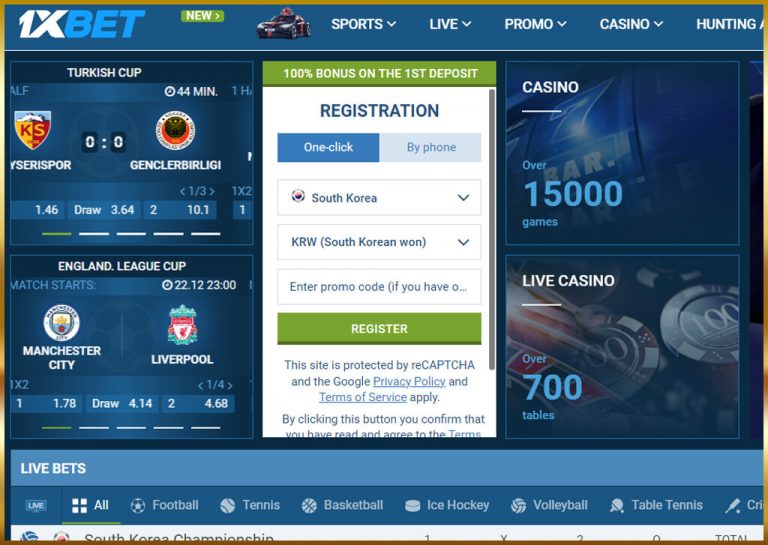 1XBET
NEW >
SPORTS
LIVE
PROMO
CASINO
HUNTING
TURKISH CUP
ALF
44 MIN.
1 H
KS
0 : 0
YSERISPOR
GENCLERBIRLIGI
< 1/3 >
1X2
1.46
Draw 3.64
2 10.1
1
ENGLAND. LEAGUE CUP
MATCH STARTS:
22.12 23:00
MANCHESTER
CITY
LIVERPOOL
1X2
< 1/4 >
1 1.78
Draw 4.14
2 4.68
100% BONUS ON THE 1ST DEPOSIT
REGISTRATION
One-click
By phone
South Korea
KRW (South Korean won)
Enter promo code (if you have o...
REGISTER
This site is protected by reCAPTCHA
and the Google Privacy Policy and
Terms of Service apply.
By clicking this button you confirm that
you have read and agree to the Terms
CASINO
Over
15000
games
LIVE CASINO
Over
700
tables
LIVE BETS
LIVE
All
Football
Tennis
Basketball
Ice Hockey
Volleyball
Table Tennis
Cri
South Korea Championship
1
X
2
O
TOTAL